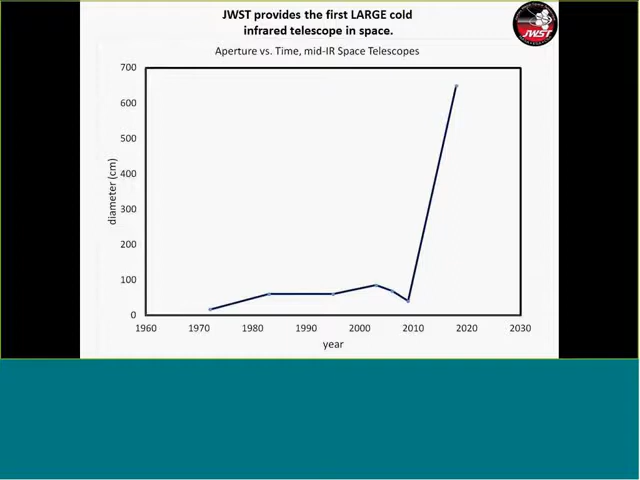 JWST provides the first LARGE cold
infrared telescope in space.
JWST
Aperture vs. Time, mid-IR Space Telescopes
700
600
500
400
300
200
100
0
diameter (cm)
1960 1970 1980 1990 2000 2010 2020 2030
year